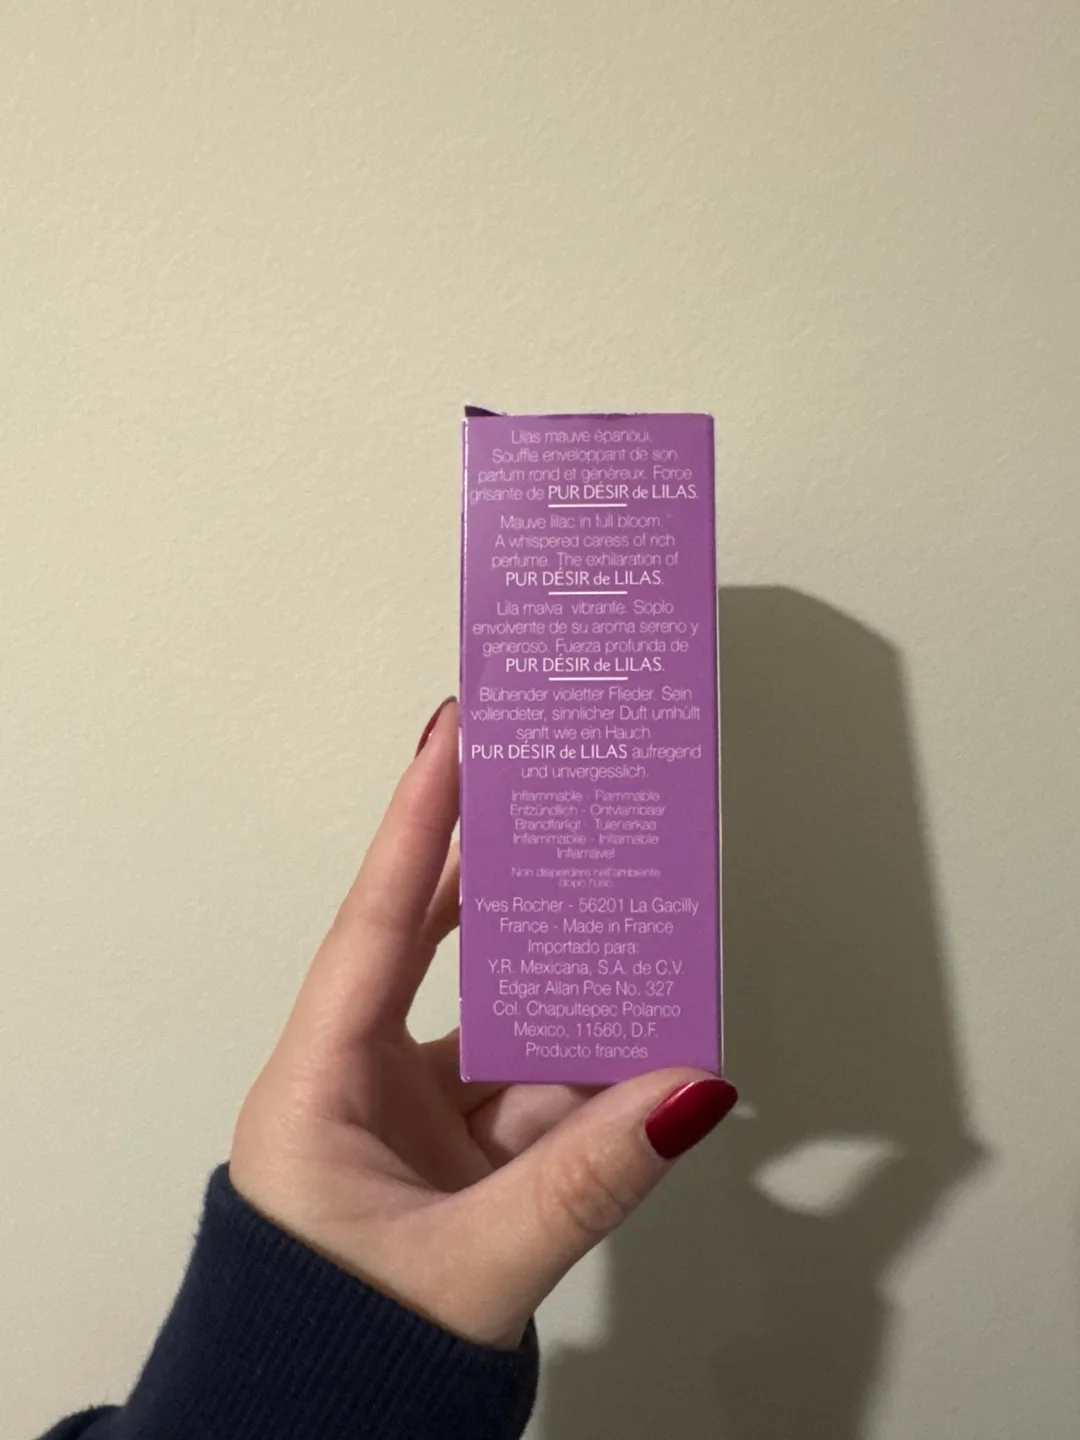 Lilas mauve épanoui.
Souffle enveloppant de son
parfum rond et généreux. Force
grisante de PUR DÉSIR de LILAS.
Mauve lilac in full bloom.
A whispered caress of rich
perfume. The exhilaration of
PUR DÉSIR de LILAS.
Lila malva vibrante. Soplo
envolvente de su aroma sereno y
generoso. Fuerza profunda de
PUR DÉSIR de LILAS.
Blühender violetter Flieder. Sein
vollendeter, sinnlicher Duft umhüllt
sanft wie ein Hauch.
PUR DÉSIR de LILAS aufregend
und unvergesslich.
Inflammable - Flammable
Entzündlich - Ontvlambaar
Brandfarligt - Tulenarkaa
Infiammabile - Inflamable
Inflamável
Non disperdere nell'ambiente
dopo l'uso
Yves Rocher - 56201 La Gacilly
France - Made in France
Importado para:
Y.R. Mexicana, S.A. de C.V.
Edgar Allan Poe No. 327
Col. Chapultepec Polanco
Mexico, 11560, D.F.
Producto francés